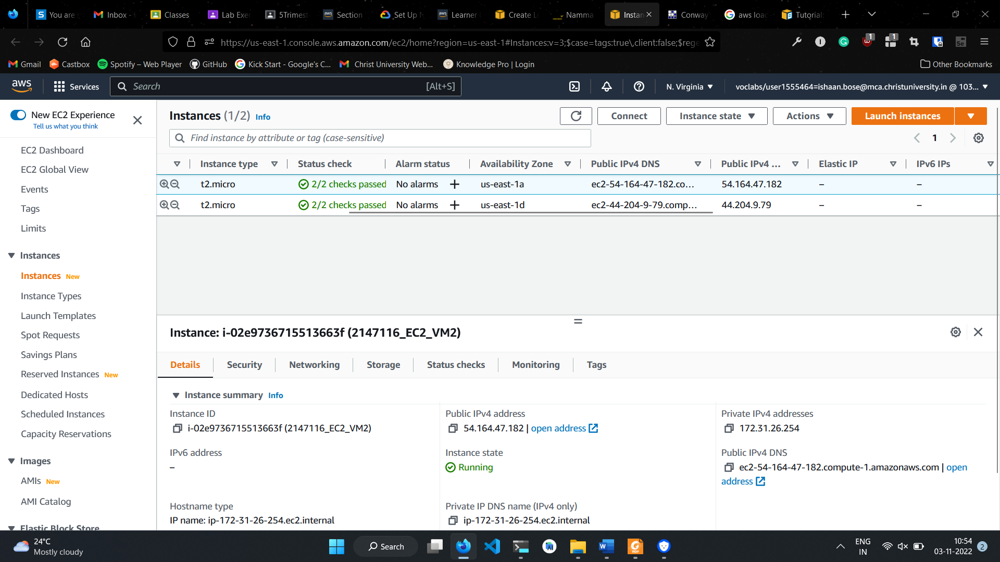 You are
Inbox -
Classes
Lab Exe
5Trimest
Section
Set Up
Learner
Create L
Namma
Instan
Conway
aws loa
Tutorial:
https://us-east-1.console.aws.amazon.com/ec2/home?region=us-east-1#Instances:v=3;$case=tags:true\,client:false;$rege
1
1
Gmail
Castbox
Spotify – Web Player
GitHub
Kick Start - Google's C...
Christ University Web...
Knowledge Pro | Login
Other Bookmarks
aws
Services
Search
[Alt+S]
N. Virginia
voclabs/user1555464=ishaan.bose@mca.christuniversity.in @ 103...
New EC2 Experience
Tell us what you think
EC2 Dashboard
EC2 Global View
Events
Tags
Limits
Instances
Instances New
Instance Types
Launch Templates
Spot Requests
Savings Plans
Reserved Instances New
Dedicated Hosts
Scheduled Instances
Capacity Reservations
Images
AMIs New
AMI Catalog
Elastic Block Store
Instances (1/2) Info
Connect
Instance state
Actions
Launch instances
Find instance by attribute or tag (case-sensitive)
1
Instance type Status check Alarm status Availability Zone Public IPv4 DNS Public IPv4 ... Elastic IP IPv6 IPs
t2.micro 2/2 checks passed No alarms + us-east-1a ec2-54-164-47-182.co... 54.164.47.182 – –
t2.micro 2/2 checks passed No alarms + us-east-1d ec2-44-204-9-79.comp... 44.204.9.79 – –
Instance: i-02e9736715513663f (2147116_EC2_VM2)
Details Security Networking Storage Status checks Monitoring Tags
Instance summary Info
Instance ID
i-02e9736715513663f (2147116_EC2_VM2)
Public IPv4 address
54.164.47.182 | open address
Private IPv4 addresses
172.31.26.254
IPv6 address
–
Instance state
Running
Public IPv4 DNS
ec2-54-164-47-182.compute-1.amazonaws.com | open
address
Hostname type
IP name: ip-172-31-26-254.ec2.internal
Private IP DNS name (IPv4 only)
ip-172-31-26-254.ec2.internal
24°C
Mostly cloudy
Search
ENG
IN
10:54
03-11-2022
2